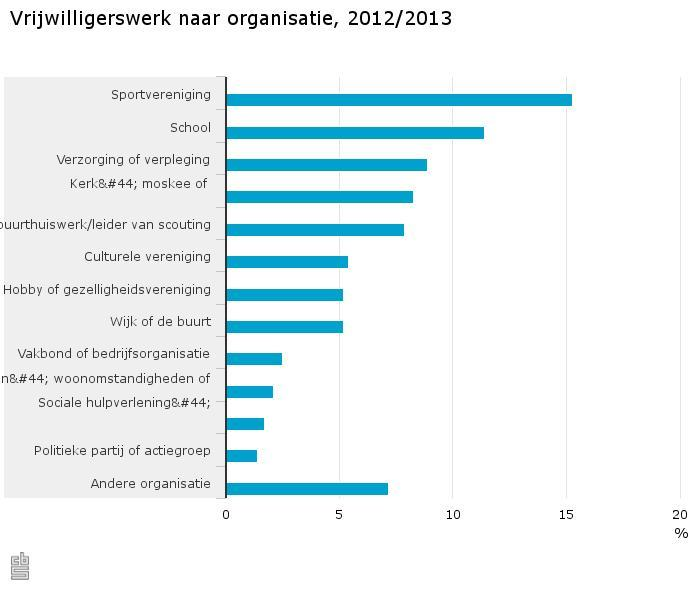 Vrijwilligerswerk naar organisatie, 2012/2013
Sportvereniging
School
Verzorging of verpleging
Kerk&#44; moskee of
buurthuiswerk/leider van scouting
Culturele vereniging
Hobby of gezelligheidsvereniging
Wijk of de buurt
Vakbond of bedrijfsorganisatie
n&#44; woonomstandigheden of
Sociale hulpverlening&#44;
Politieke partij of actiegroep
Andere organisatie
0 5 10 15 20
%
cbs